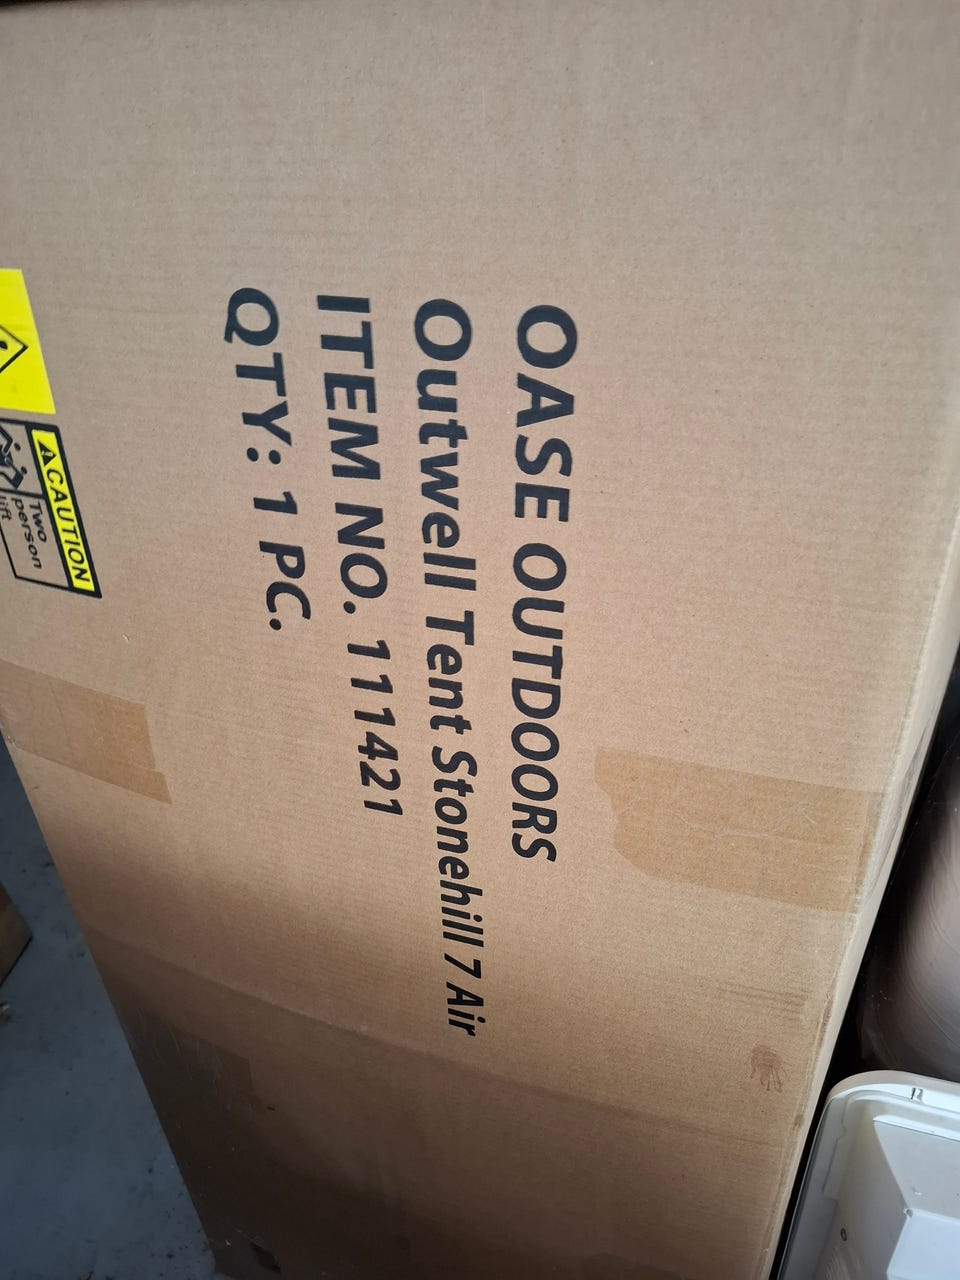 OASE OUTDOORS
Outwell Tent Stonehill 7 Air
ITEM NO. 111421
QTY: 1 PC.
CAUTION
Two
person
lift